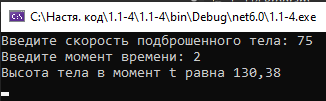 C:\Настя. код\1.1-4\1.1-4\bin\Debug\net6.0\1.1-4.exe
Введите скорость подброшенного тела: 75
Введите момент времени: 2
Высота тела в момент t равна 130,38